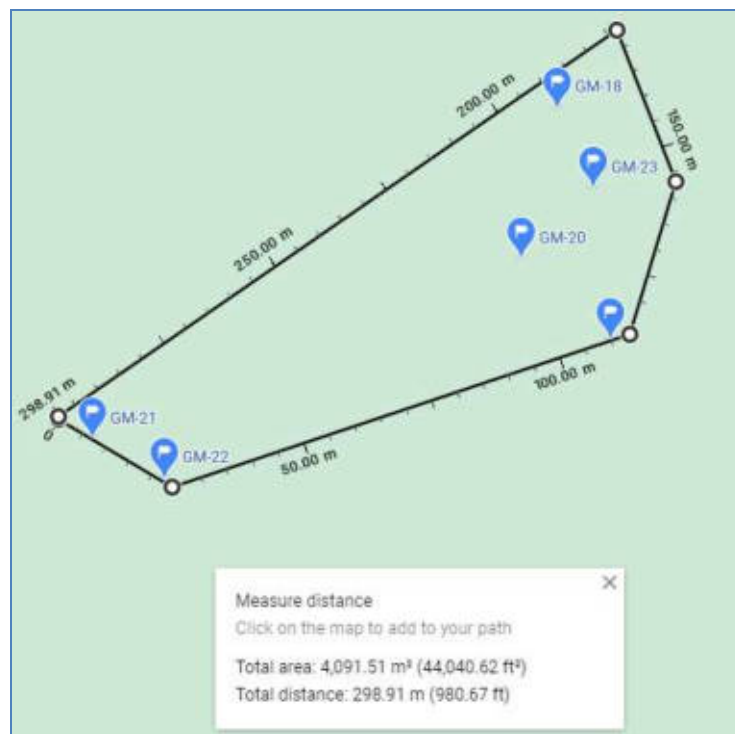 GM-18
200.00 m
150.00 m
GM-23
GM-20
250.00 m
100.00 m
298.91 m
0
GM-21
GM-22
50.00 m
Measure distance
Click on the map to add to your path
Total area: 4,091.51 m² (44,040.62 ft²)
Total distance: 298.91 m (980.67 ft)